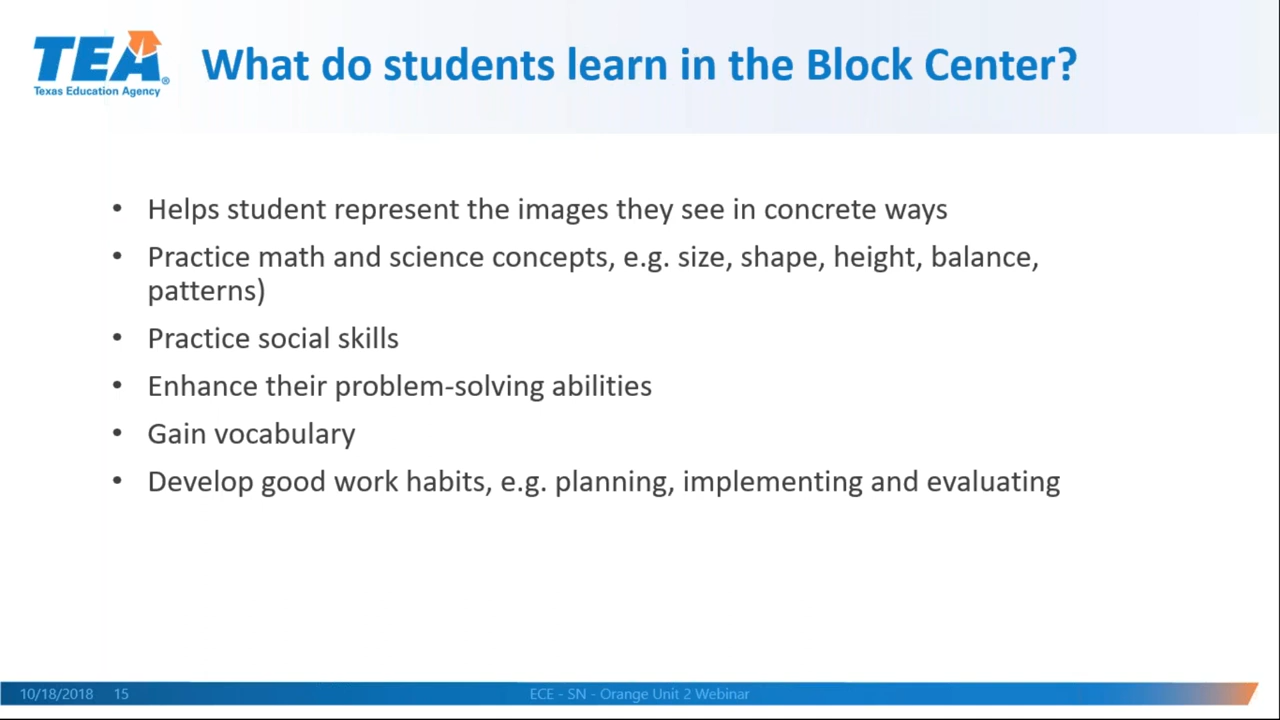 TEA
Texas Education Agency
What do students learn in the Block Center?
• Helps student represent the images they see in concrete ways
• Practice math and science concepts, e.g. size, shape, height, balance,
patterns)
• Practice social skills
• Enhance their problem-solving abilities
• Gain vocabulary
• Develop good work habits, e.g. planning, implementing and evaluating
10/18/2018 15 ECE - SN - Orange Unit 2 Webinar